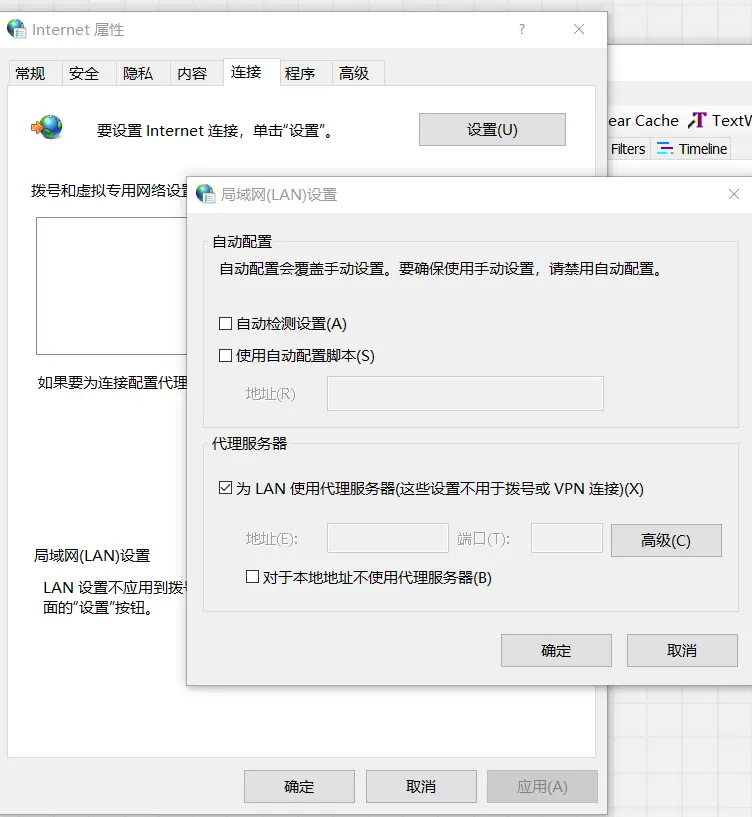 Internet 属性
?
常规 安全 隐私 内容 连接 程序 高级
要设置 Internet 连接，单击“设置”。
设置(U)
ear Cache TextW
Filters Timeline
拨号和虚拟专用网络设置
局域网(LAN)设置
自动配置
自动配置会覆盖手动设置。要确保使用手动设置，请禁用自动配置。
自动检测设置(A)
使用自动配置脚本(S)
如果要为连接配置代理
地址(R)
代理服务器
为 LAN 使用代理服务器(这些设置不用于拨号或 VPN 连接)(X)
地址(E): 端口(T): 高级(C)
对于本地地址不使用代理服务器(B)
局域网(LAN)设置
LAN 设置不应用到拨号
面的“设置”按钮。
确定 取消
确定 取消 应用(A)